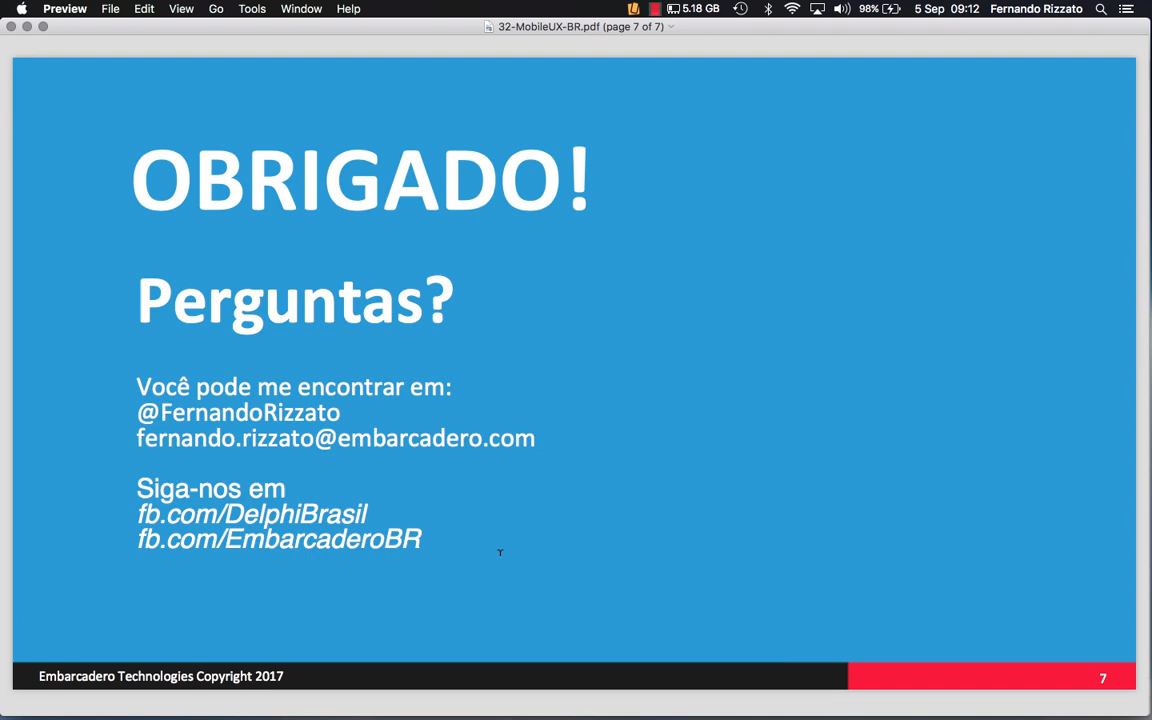 Preview File Edit View Go Tools Window Help 5.18 GB 98% 5 Sep 09:12 Fernando Rizzato
32-MobileUX-BR.pdf (page 7 of 7)
OBRIGADO!
Perguntas?
Você pode me encontrar em:
@FernandoRizzato
fernando.rizzato@embarcadero.com
Siga-nos em
fb.com/DelphiBrasil
fb.com/EmbarcaderoBR
Embarcadero Technologies Copyright 2017
7